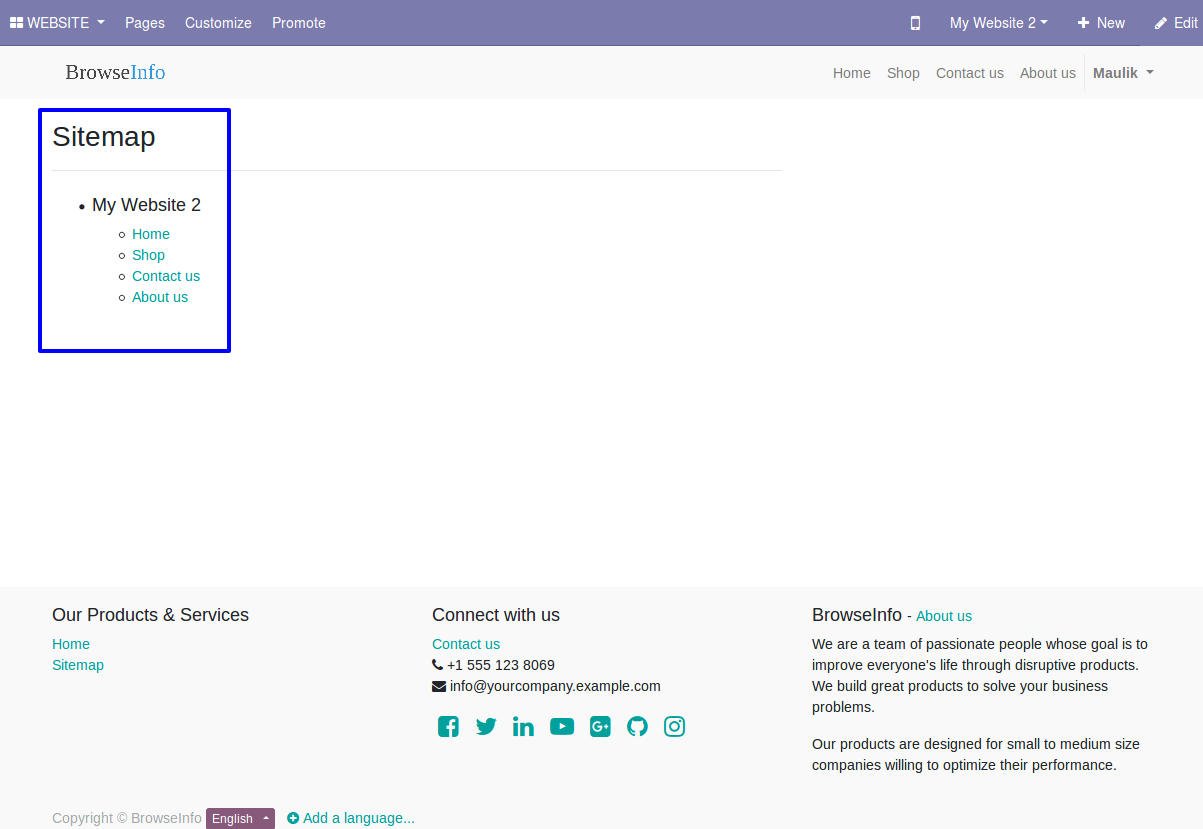 WEBSITE Pages Customize Promote My Website 2 New Edit
BrowseInfo Home Shop Contact us About us Maulik
Sitemap
My Website 2
Home
Shop
Contact us
About us
Our Products & Services
Home
Sitemap
Connect with us
Contact us
+1 555 123 8069
info@yourcompany.example.com
BrowseInfo - About us
We are a team of passionate people whose goal is to
improve everyone's life through disruptive products.
We build great products to solve your business
problems.
Our products are designed for small to medium size
companies willing to optimize their performance.
Copyright © BrowseInfo English Add a language...